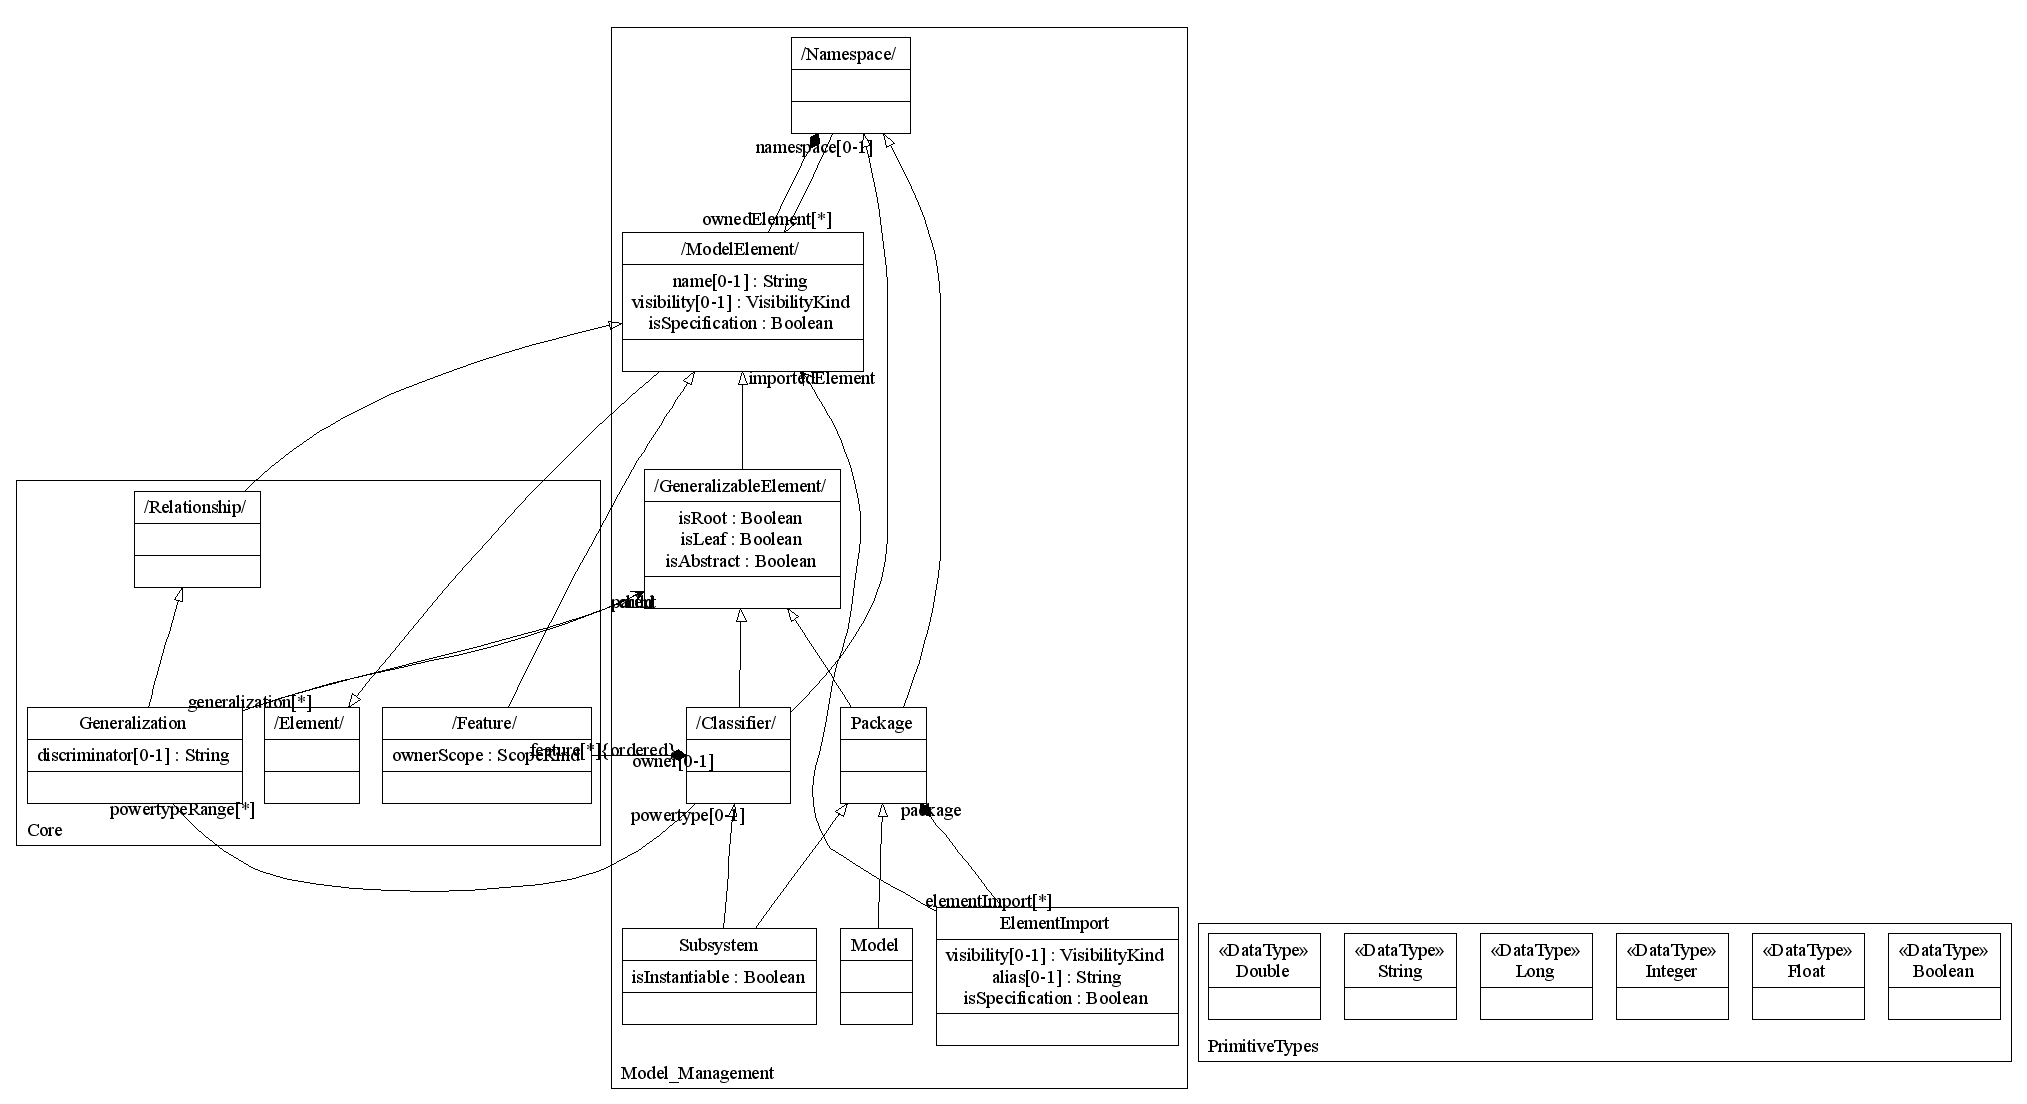 /Namespace/
namespace[0-1]
ownedElement[*]
/ModelElement/
name[0-1] : String
visibility[0-1] : VisibilityKind
isSpecification : Boolean
importedElement
/GeneralizableElement/
isRoot : Boolean
isLeaf : Boolean
isAbstract : Boolean
/Relationship/
generalization[*]
Generalization
discriminator[0-1] : String
powertypeRange[*]
/Element/
/Feature/
ownerScope : ScopeKind
feature[*]{ordered}
owner[0-1]
/Classifier/
powertype[0-1]
Package
package
Core
elementImport[*]
Subsystem
isInstantiable : Boolean
Model
ElementImport
visibility[0-1] : VisibilityKind
alias[0-1] : String
isSpecification : Boolean
Model_Management
«DataType»
Double
«DataType»
String
«DataType»
Long
«DataType»
Integer
«DataType»
Float
«DataType»
Boolean
PrimitiveTypes